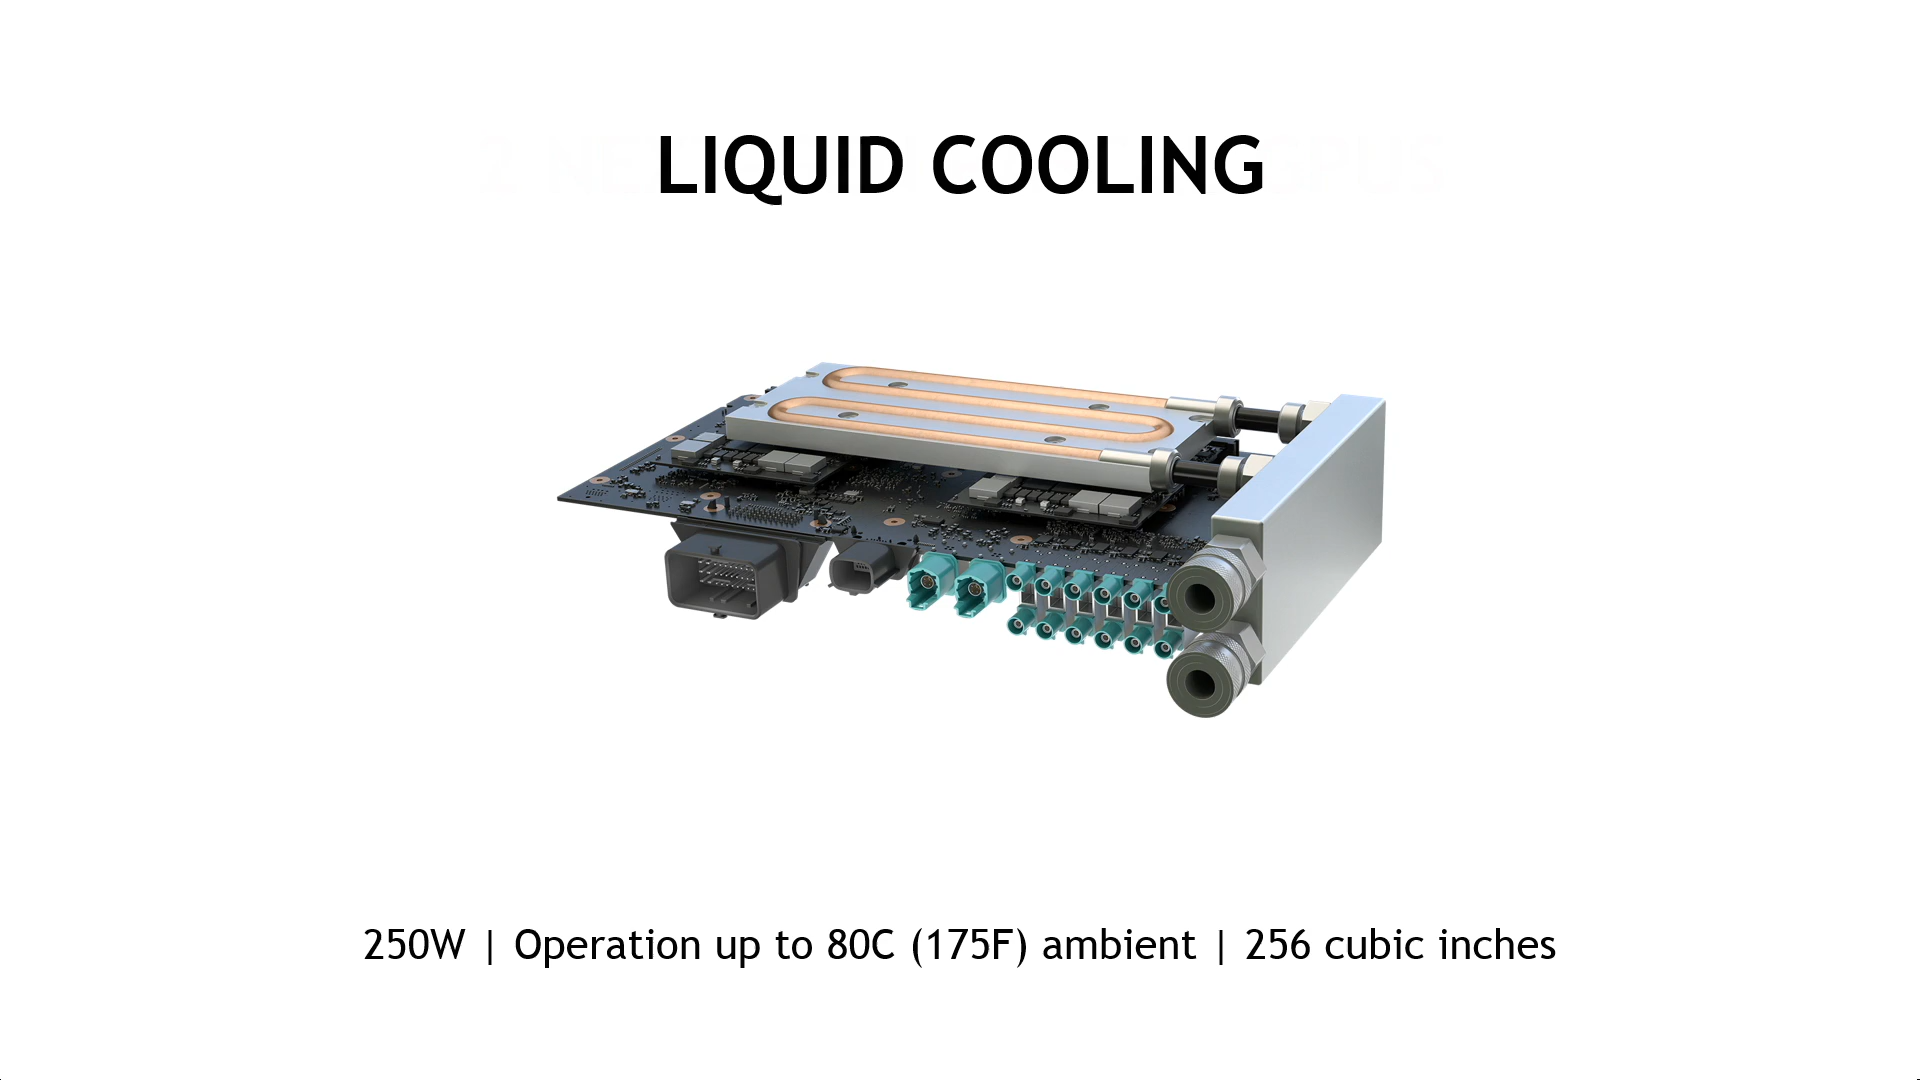 LIQUID COOLING
250W | Operation up to 80C (175F) ambient | 256 cubic inches